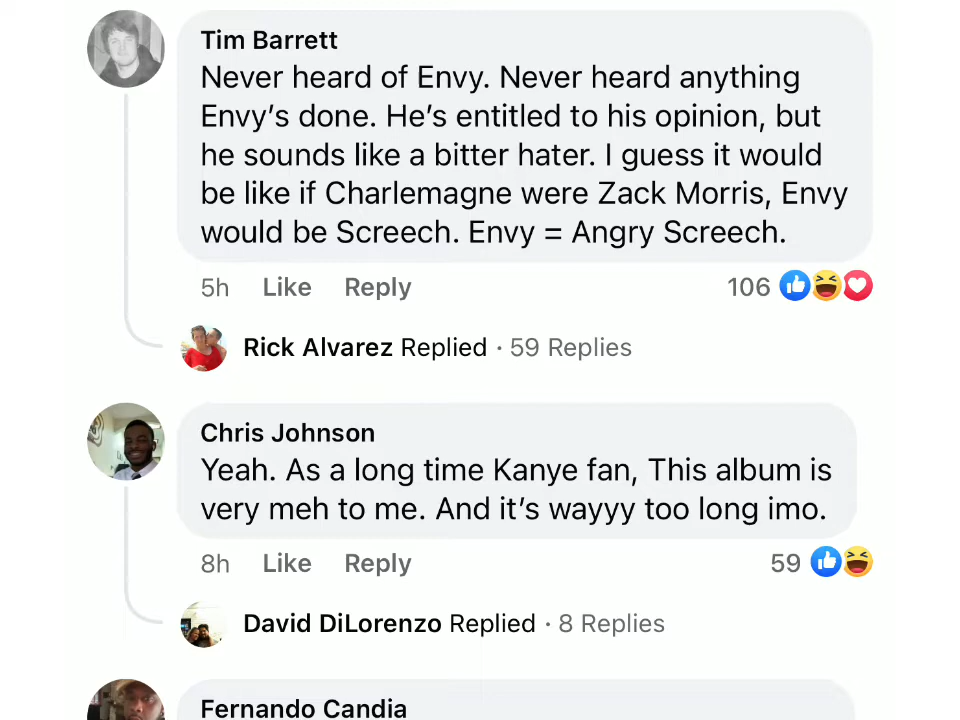 Tim Barrett
Never heard of Envy. Never heard anything
Envy’s done. He’s entitled to his opinion, but
he sounds like a bitter hater. I guess it would
be like if Charlemagne were Zack Morris, Envy
would be Screech. Envy = Angry Screech.
5h Like Reply 106
Rick Alvarez Replied · 59 Replies
Chris Johnson
Yeah. As a long time Kanye fan, This album is
very meh to me. And it’s wayyy too long imo.
8h Like Reply 59
David DiLorenzo Replied · 8 Replies
Fernando Candia